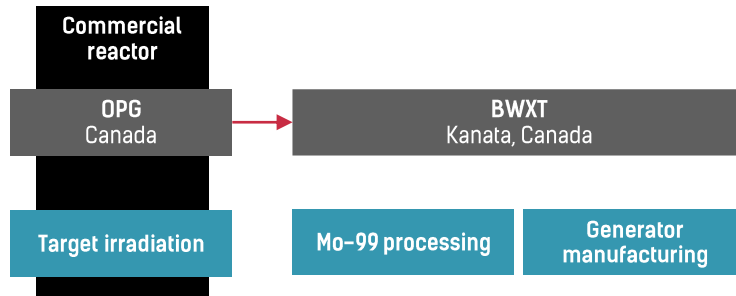 Commercial
reactor
OPG
Canada
BWXT
Kanata, Canada
Target irradiation
Mo-99 processing
Generator
manufacturing